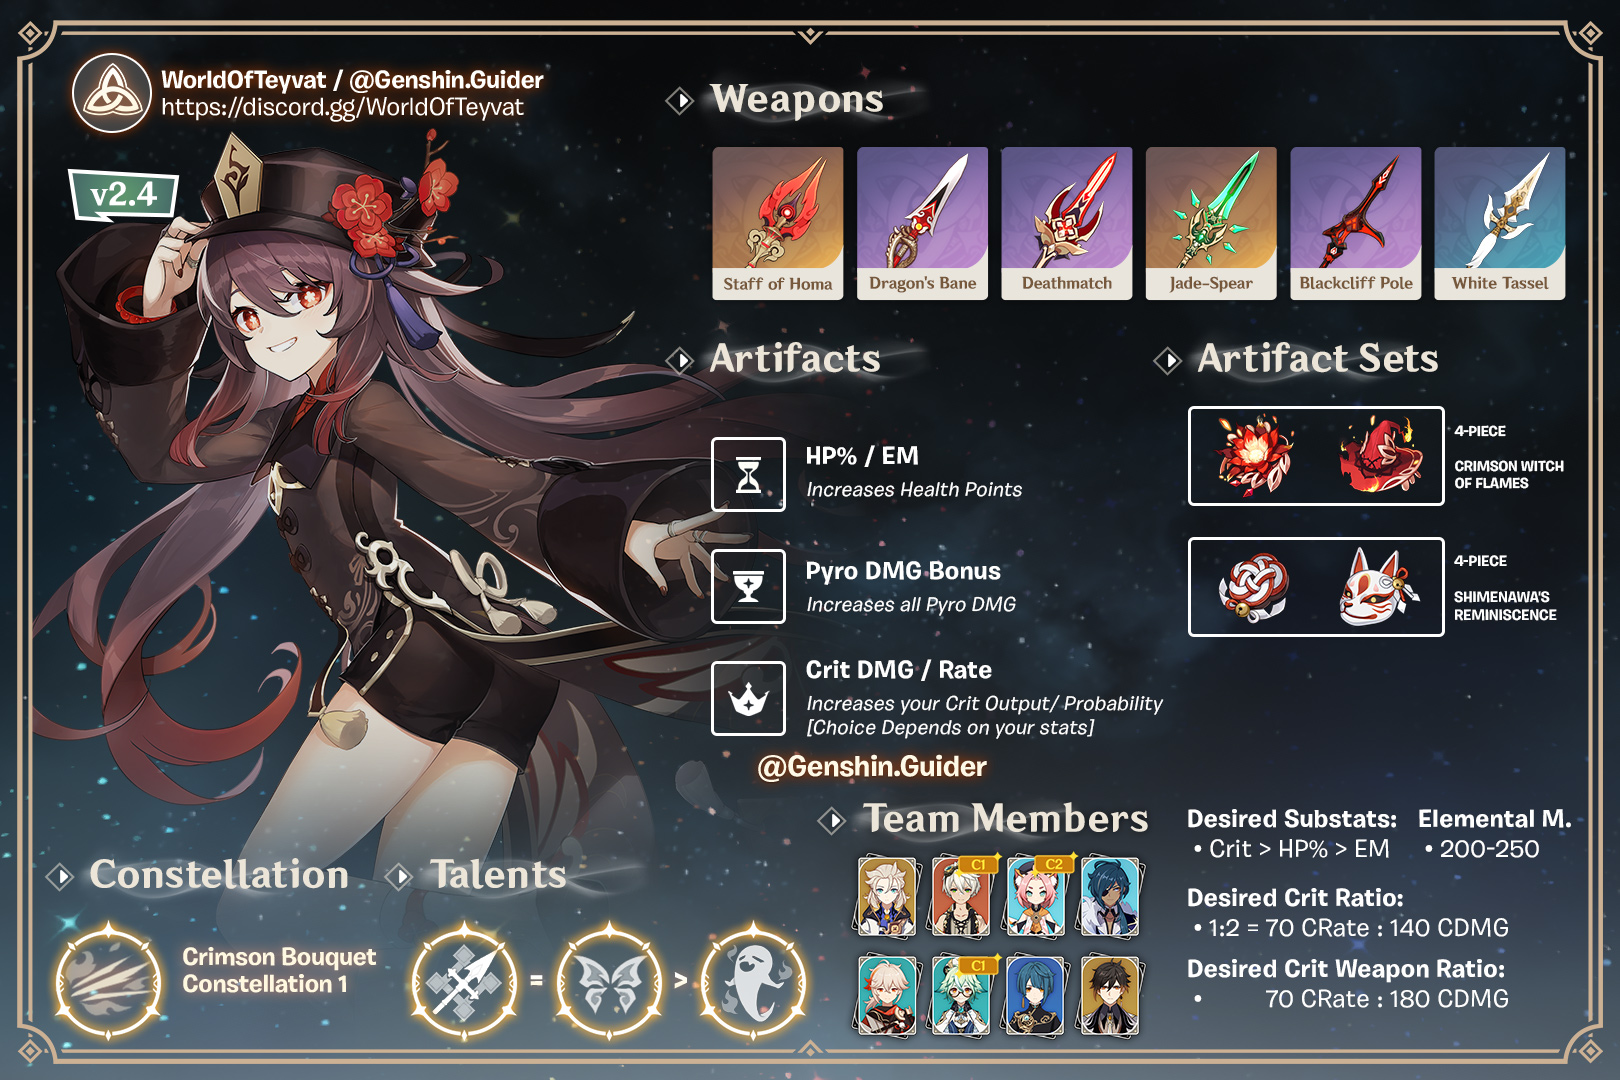 WorldOfTeyvat / @Genshin.Guider
https://discord.gg/WorldOfTeyvat
v2.4
Weapons
Staff of Homa
Dragon's Bane
Deathmatch
Jade-Spear
Blackcliff Pole
White Tassel
Artifacts
HP% / EM
Increases Health Points
Pyro DMG Bonus
Increases all Pyro DMG
Crit DMG / Rate
Increases your Crit Output/ Probability
[Choice Depends on your stats]
@Genshin.Guider
Artifact Sets
4-PIECE
CRIMSON WITCH
OF FLAMES
4-PIECE
SHIMENAWA'S
REMINISCENCE
Constellation
Crimson Bouquet
Constellation 1
Talents
= >
Team Members
C1
C2
C1
Desired Substats:
• Crit > HP% > EM
Elemental M.
• 200-250
Desired Crit Ratio:
• 1:2 = 70 CRate : 140 CDMG
Desired Crit Weapon Ratio:
• 70 CRate : 180 CDMG